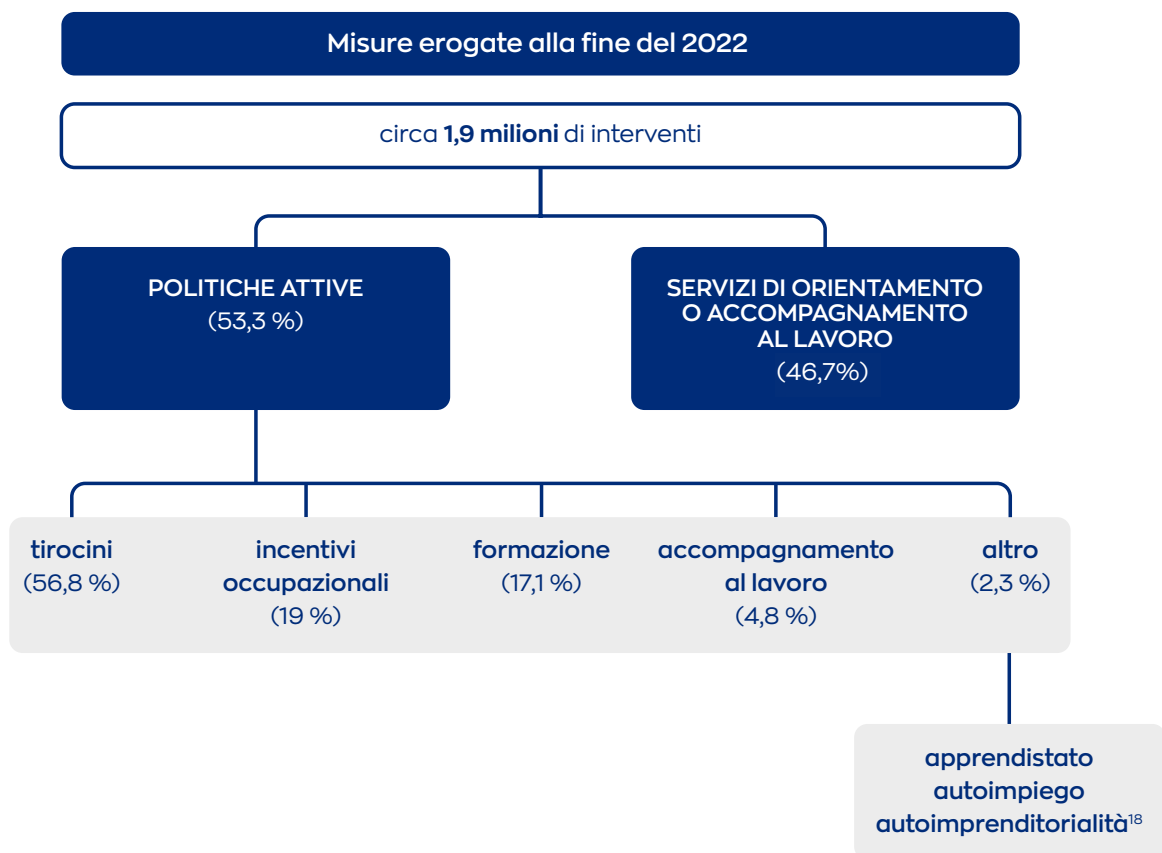 Misure erogate alla fine del 2022
circa 1,9 milioni di interventi
POLITICHE ATTIVE
(53,3 %)
SERVIZI DI ORIENTAMENTO
O ACCOMPAGNAMENTO
AL LAVORO
(46,7%)
tirocini
(56,8 %)
incentivi
occupazionali
(19 %)
formazione
(17,1 %)
accompagnamento
al lavoro
(4,8 %)
altro
(2,3 %)
apprendistato
autoimpiego
autoimprenditorialità¹⁸